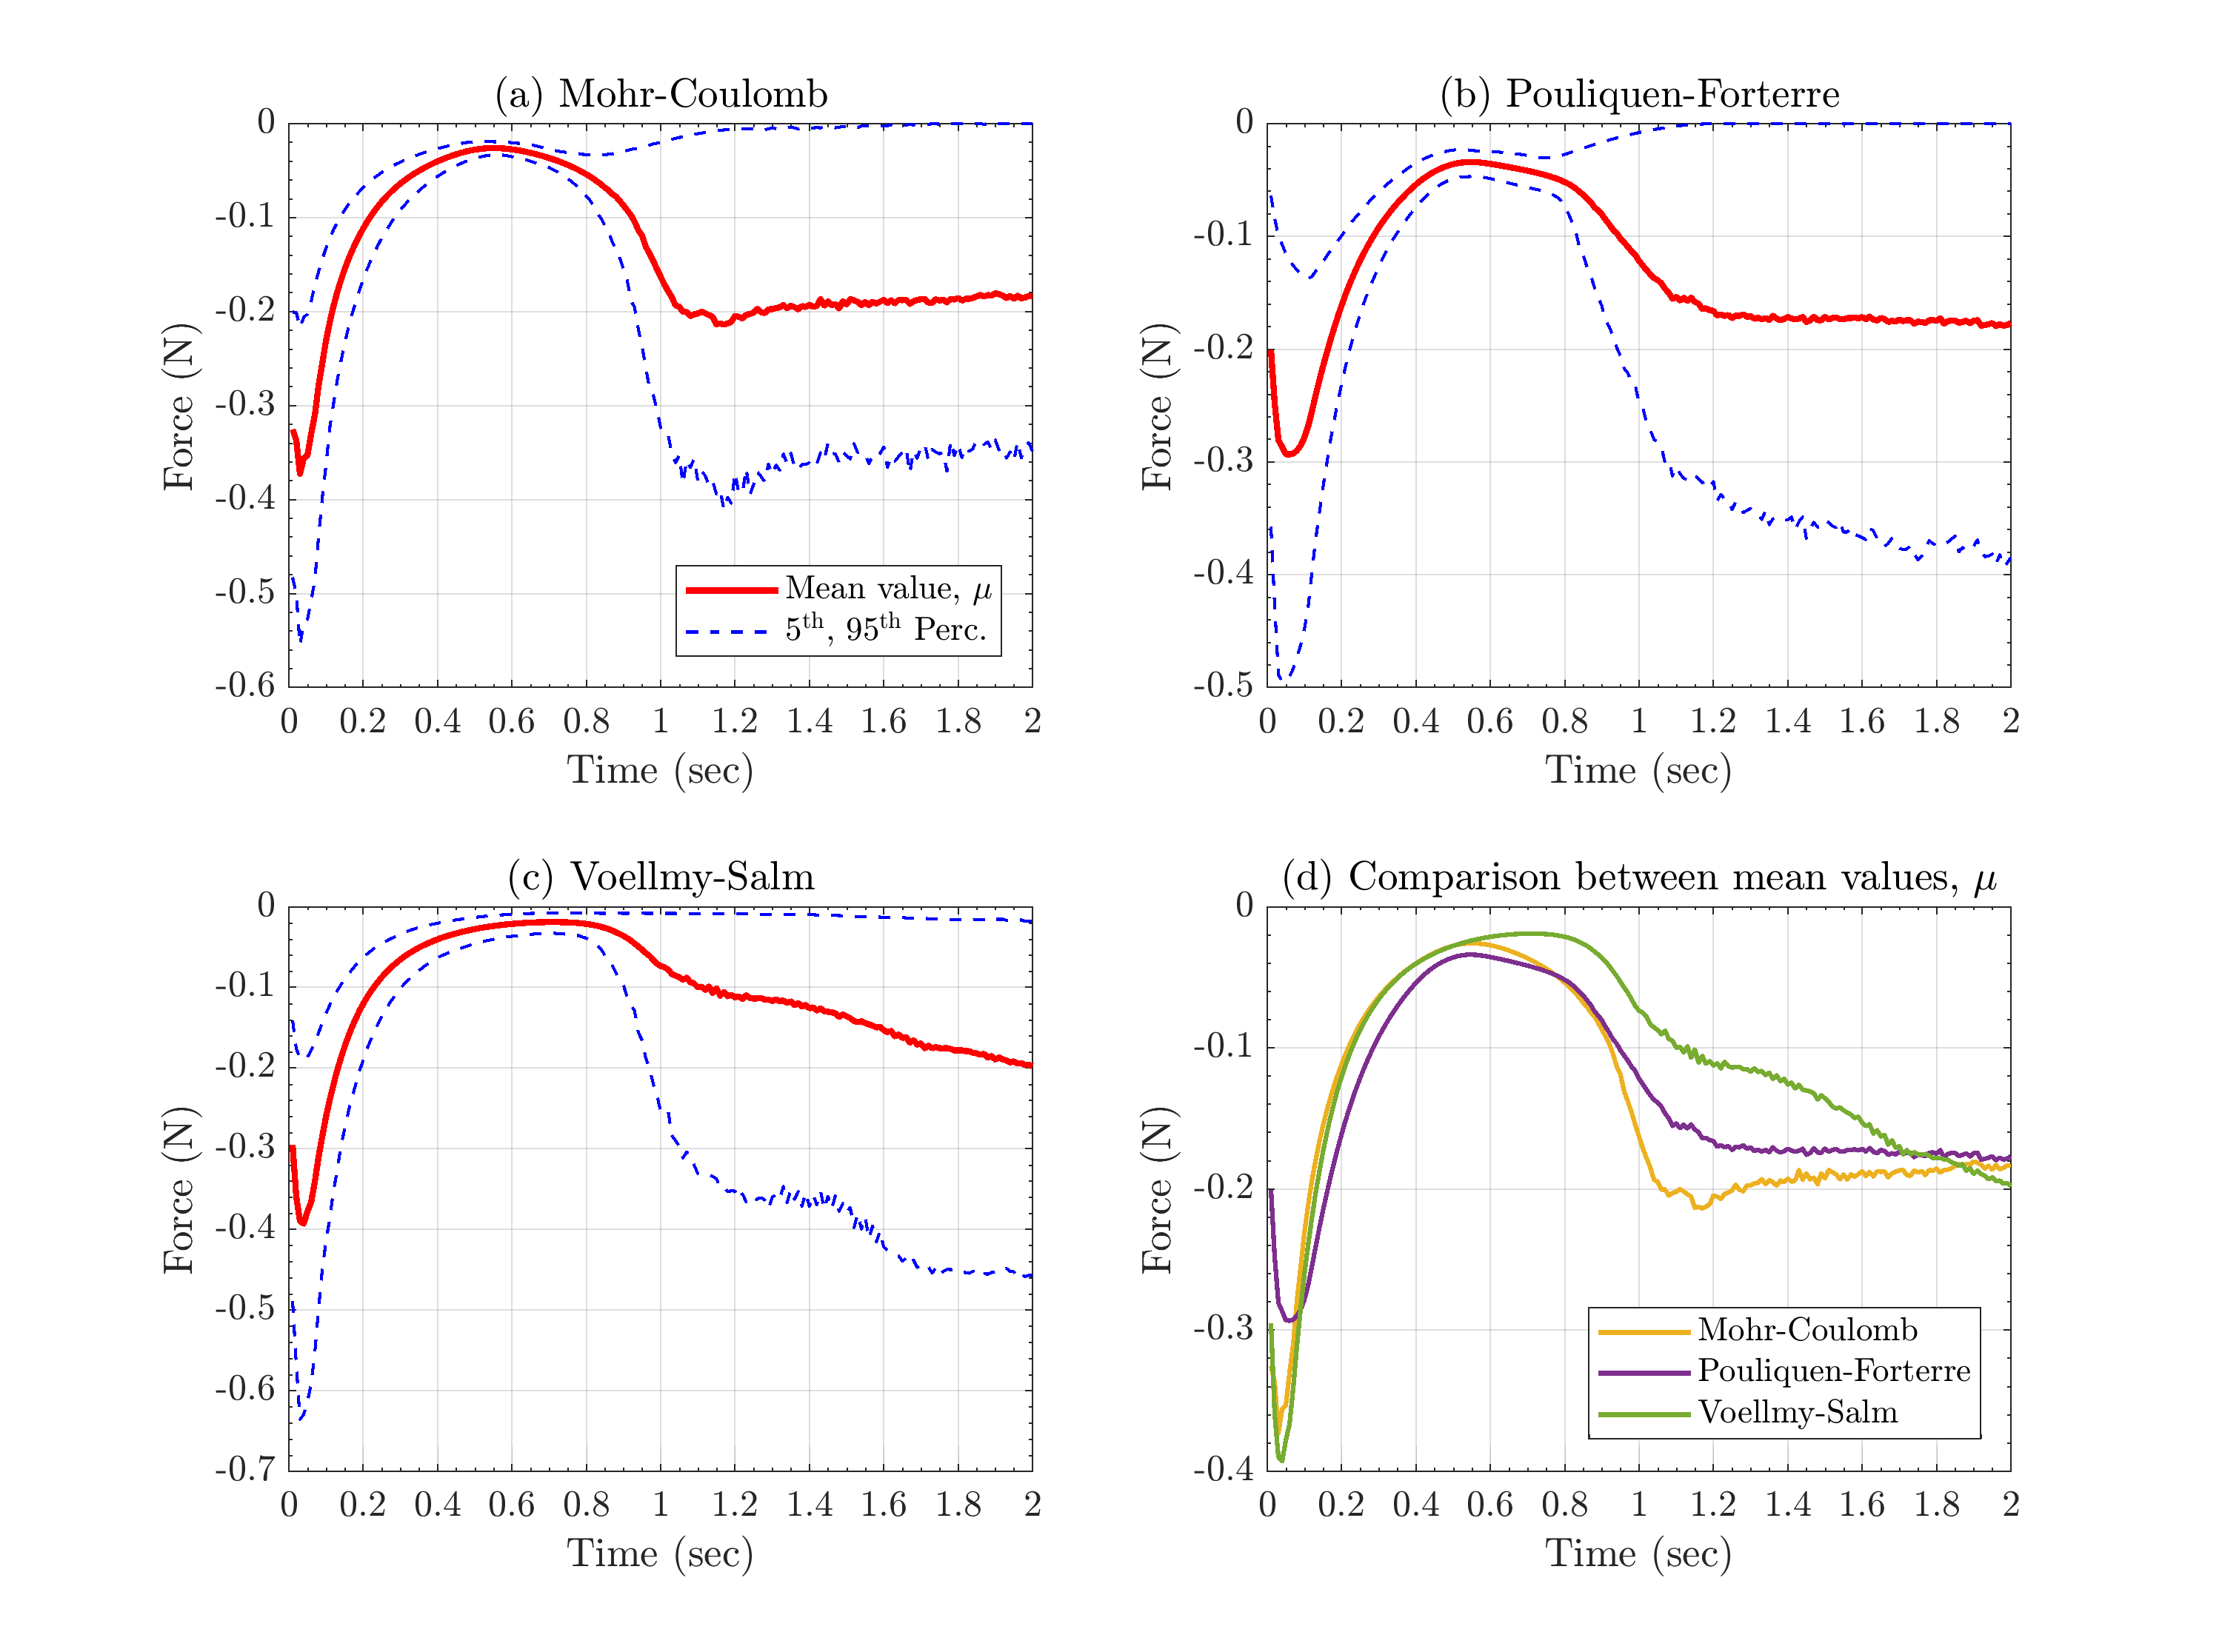 (a) Mohr-Coulomb
0
-0.1
-0.2
-0.3
-0.4
-0.5
-0.6
Force (N)
0 0.2 0.4 0.6 0.8 1 1.2 1.4 1.6 1.8 2
Time (sec)
Mean value, μ
5th, 95th Perc.
(b) Pouliquen-Forterre
0
-0.1
-0.2
-0.3
-0.4
-0.5
Force (N)
0 0.2 0.4 0.6 0.8 1 1.2 1.4 1.6 1.8 2
Time (sec)
(c) Voellmy-Salm
0
-0.1
-0.2
-0.3
-0.4
-0.5
-0.6
-0.7
Force (N)
0 0.2 0.4 0.6 0.8 1 1.2 1.4 1.6 1.8 2
Time (sec)
(d) Comparison between mean values, μ
0
-0.1
-0.2
-0.3
-0.4
Force (N)
0 0.2 0.4 0.6 0.8 1 1.2 1.4 1.6 1.8 2
Time (sec)
Mohr-Coulomb
Pouliquen-Forterre
Voellmy-Salm